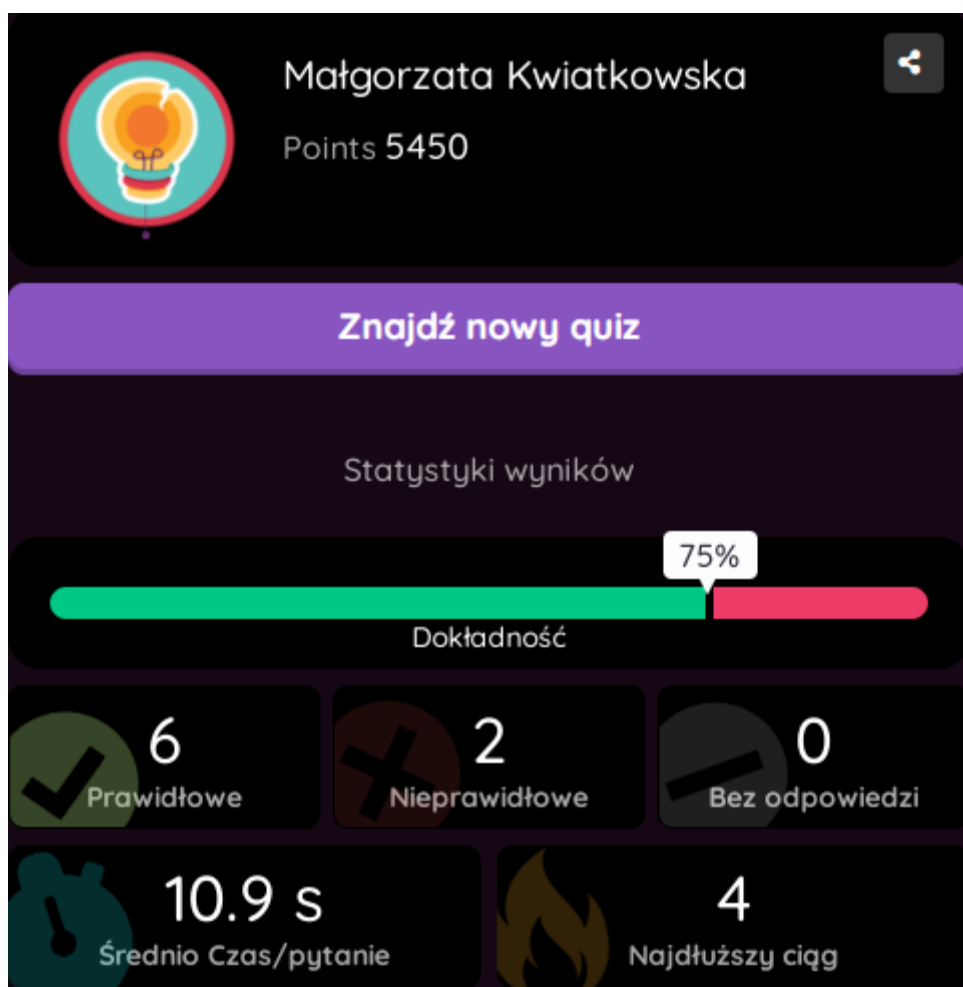 Małgorzata Kwiatkowska
Points 5450
Znajdź nowy quiz
Statystyki wyników
75%
Dokładność
6
Prawidłowe
2
Nieprawidłowe
0
Bez odpowiedzi
10.9 s
Średnio Czas/pytanie
4
Najdłuższy ciąg